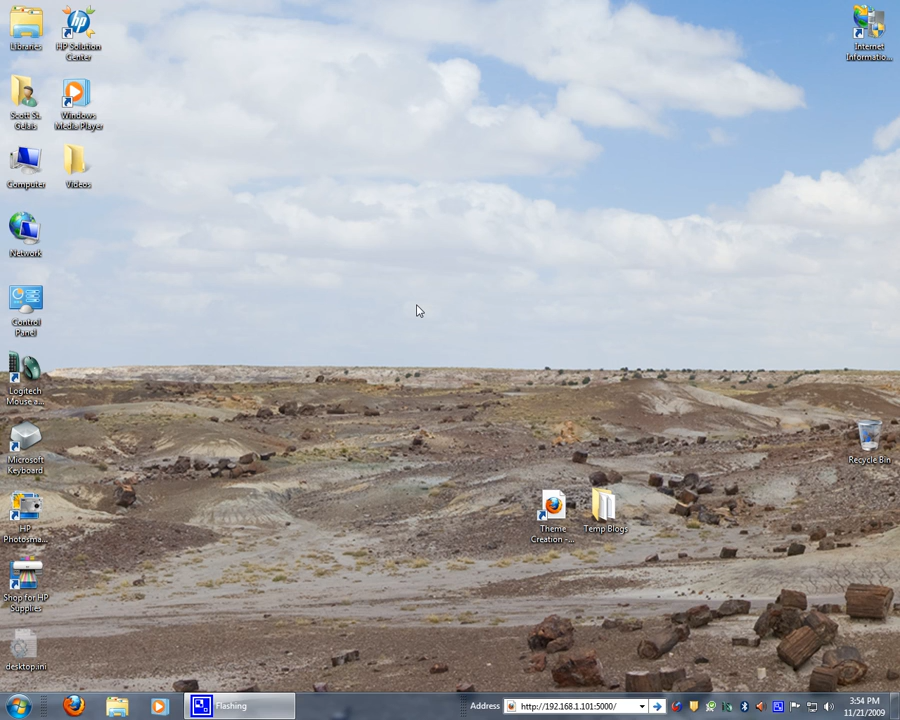 Libraries
HP Solution
Center
Internet
Informatio...
Scott St.
Gelais
Windows
Media Player
Computer
Videos
Network
Control
Panel
Logitech
Mouse a...
Microsoft
Keyboard
Recycle Bin
HP
Photosma...
Theme
Creation -...
Temp Blogs
Shop for HP
Supplies
desktop.ini
Flashing
Address
http://192.168.1.101:5000/
3:54 PM
11/21/2009